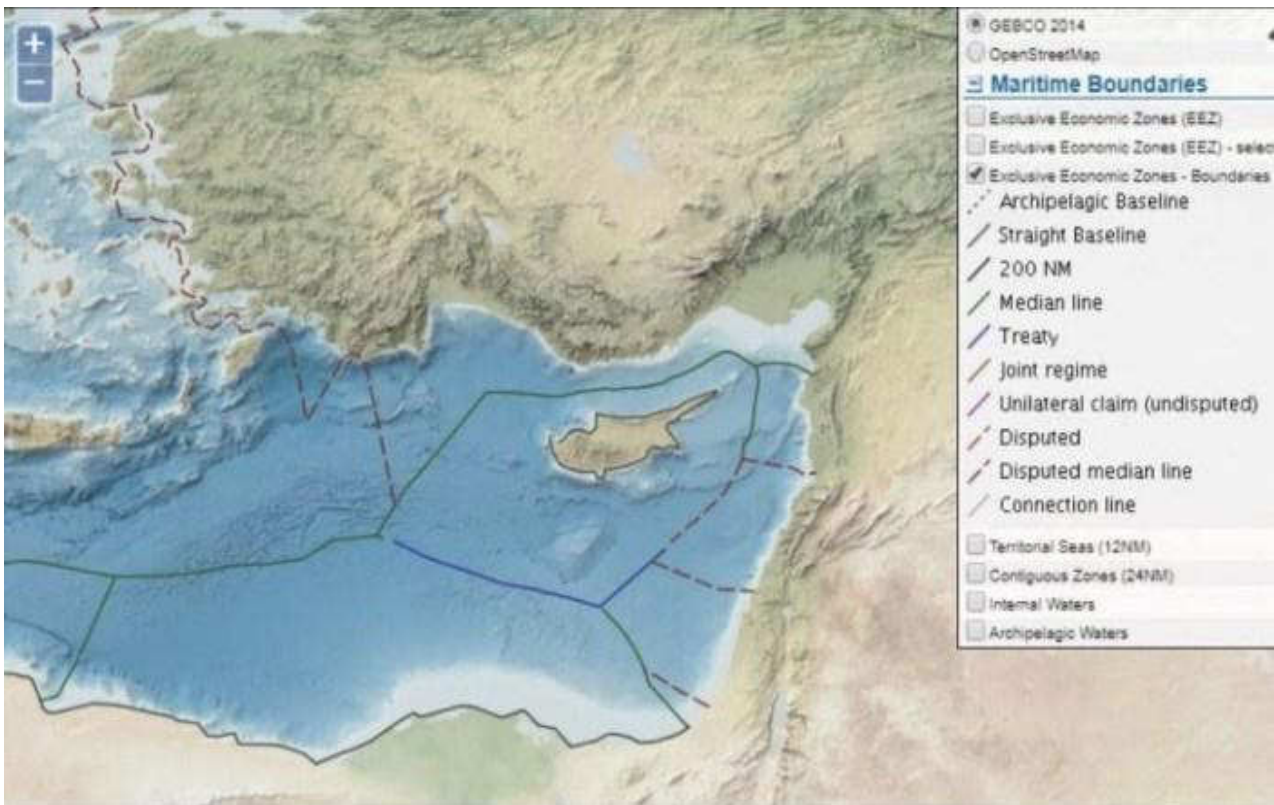 +
−
GEBCO 2014
OpenStreetMap
Maritime Boundaries
Exclusive Economic Zones (EEZ)
Exclusive Economic Zones (EEZ) - selec
Exclusive Economic Zones - Boundaries
Archipelagic Baseline
Straight Baseline
200 NM
Median line
Treaty
Joint regime
Unilateral claim (undisputed)
Disputed
Disputed median line
Connection line
Territorial Seas (12NM)
Contiguous Zones (24NM)
Internal Waters
Archipelagic Waters